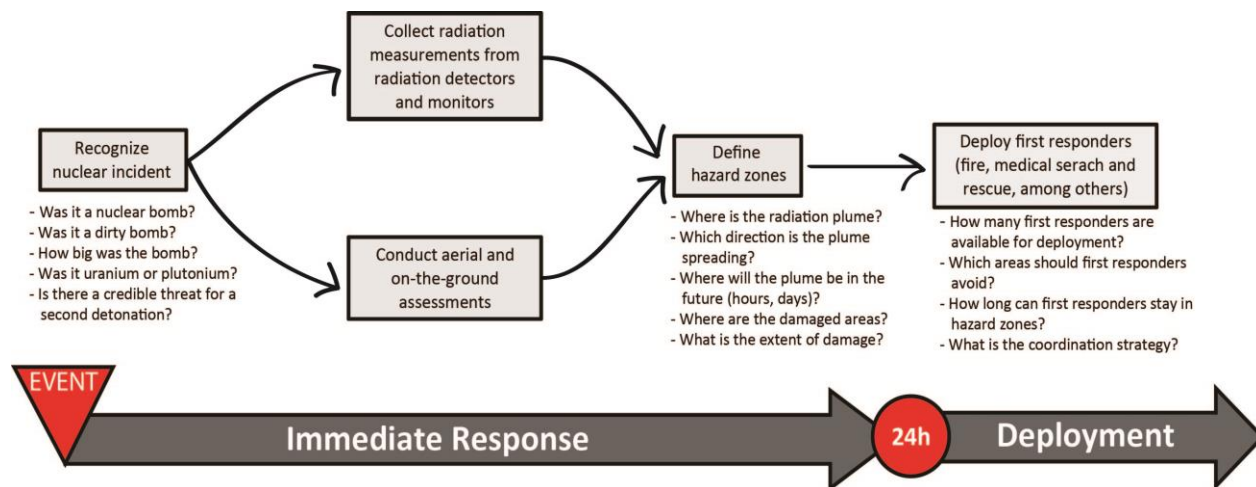 Collect radiation
measurements from
radiation detectors
and monitors
Recognize
nuclear incident
- Was it a nuclear bomb?
- Was it a dirty bomb?
- How big was the bomb?
- Was it uranium or plutonium?
- Is there a credible threat for a
second detonation?
Conduct aerial and
on-the-ground
assessments
Define
hazard zones
- Where is the radiation plume?
- Which direction is the plume
spreading?
- Where will the plume be in the
future (hours, days)?
- Where are the damaged areas?
- What is the extent of damage?
Deploy first responders
(fire, medical serach and
rescue, among others)
- How many first responders are
available for deployment?
- Which areas should first responders
avoid?
- How long can first responders stay in
hazard zones?
- What is the coordination strategy?
EVENT
Immediate Response
24h
Deployment